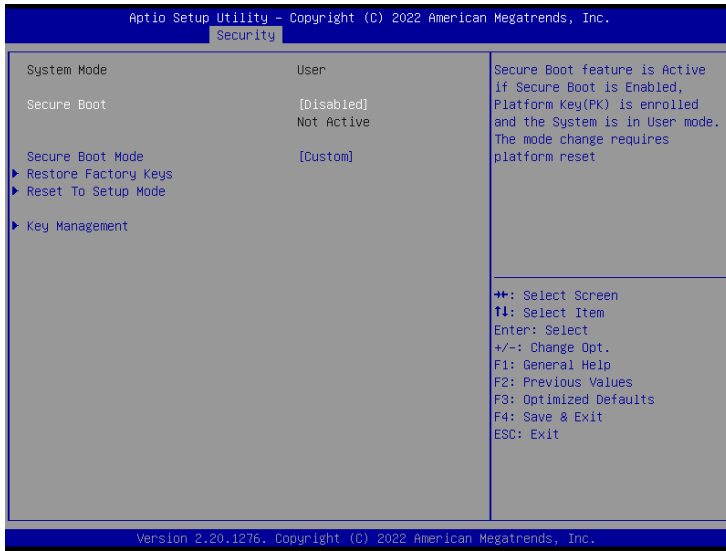 Aptio Setup Utility – Copyright (C) 2022 American Megatrends, Inc.
Security
System Mode User
Secure Boot [Disabled]
Not Active
Secure Boot Mode [Custom]
Restore Factory Keys
Reset To Setup Mode
Key Management
Secure Boot feature is Active
if Secure Boot is Enabled,
Platform Key(PK) is enrolled
and the System is in User mode.
The mode change requires
platform reset
→←: Select Screen
↑↓: Select Item
Enter: Select
+/-: Change Opt.
F1: General Help
F2: Previous Values
F3: Optimized Defaults
F4: Save & Exit
ESC: Exit
Version 2.20.1276. Copyright (C) 2022 American Megatrends, Inc.